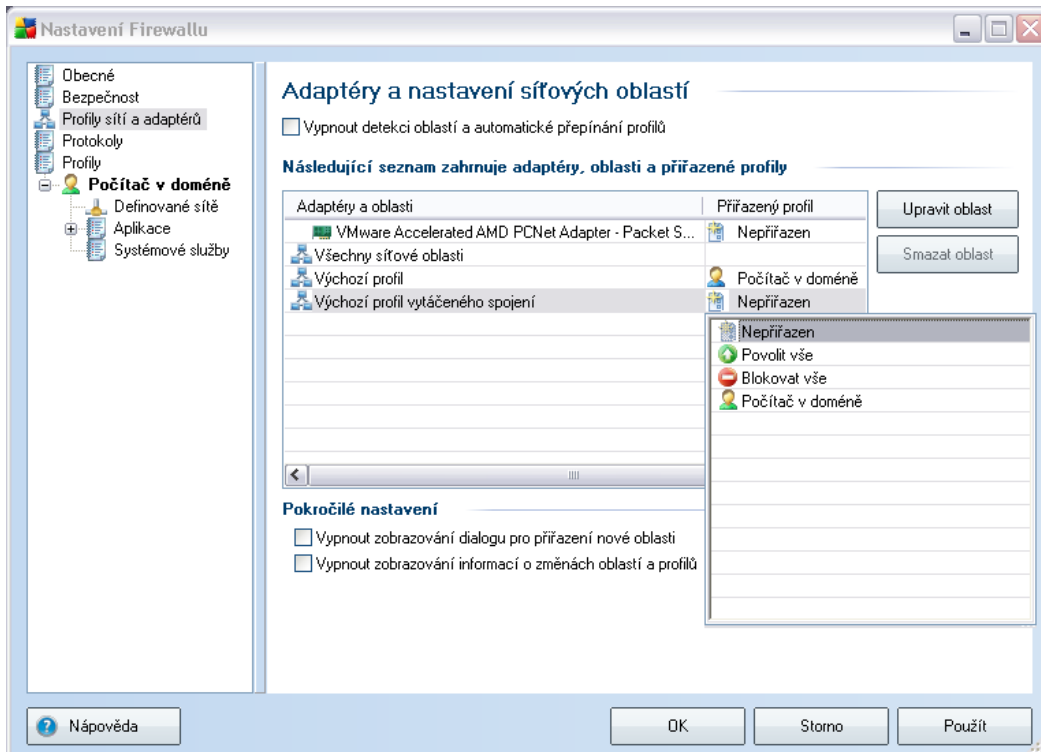 Nastavení Firewallu
Obecné
Bezpečnost
Profily sítí a adaptérů
Protokoly
Profily
Počítač v doméně
Definované sítě
Aplikace
Systémové služby
Adaptéry a nastavení síťových oblastí
Vypnout detekci oblastí a automatické přepínání profilů
Následující seznam zahrnuje adaptéry, oblasti a přiřazené profily
Adaptéry a oblasti Přiřazený profil
VMware Accelerated AMD PCNet Adapter - Packet S... Nepřiřazen
Všechny síťové oblasti
Výchozí profil Počítač v doméně
Výchozí profil vytáčeného spojení Nepřiřazen
Upravit oblast
Smazat oblast
Nepřiřazen
Povolit vše
Blokovat vše
Počítač v doméně
Pokročilé nastavení
Vypnout zobrazování dialogu pro přiřazení nové oblasti
Vypnout zobrazování informací o změnách oblastí a profilů
Nápověda OK Storno Použít